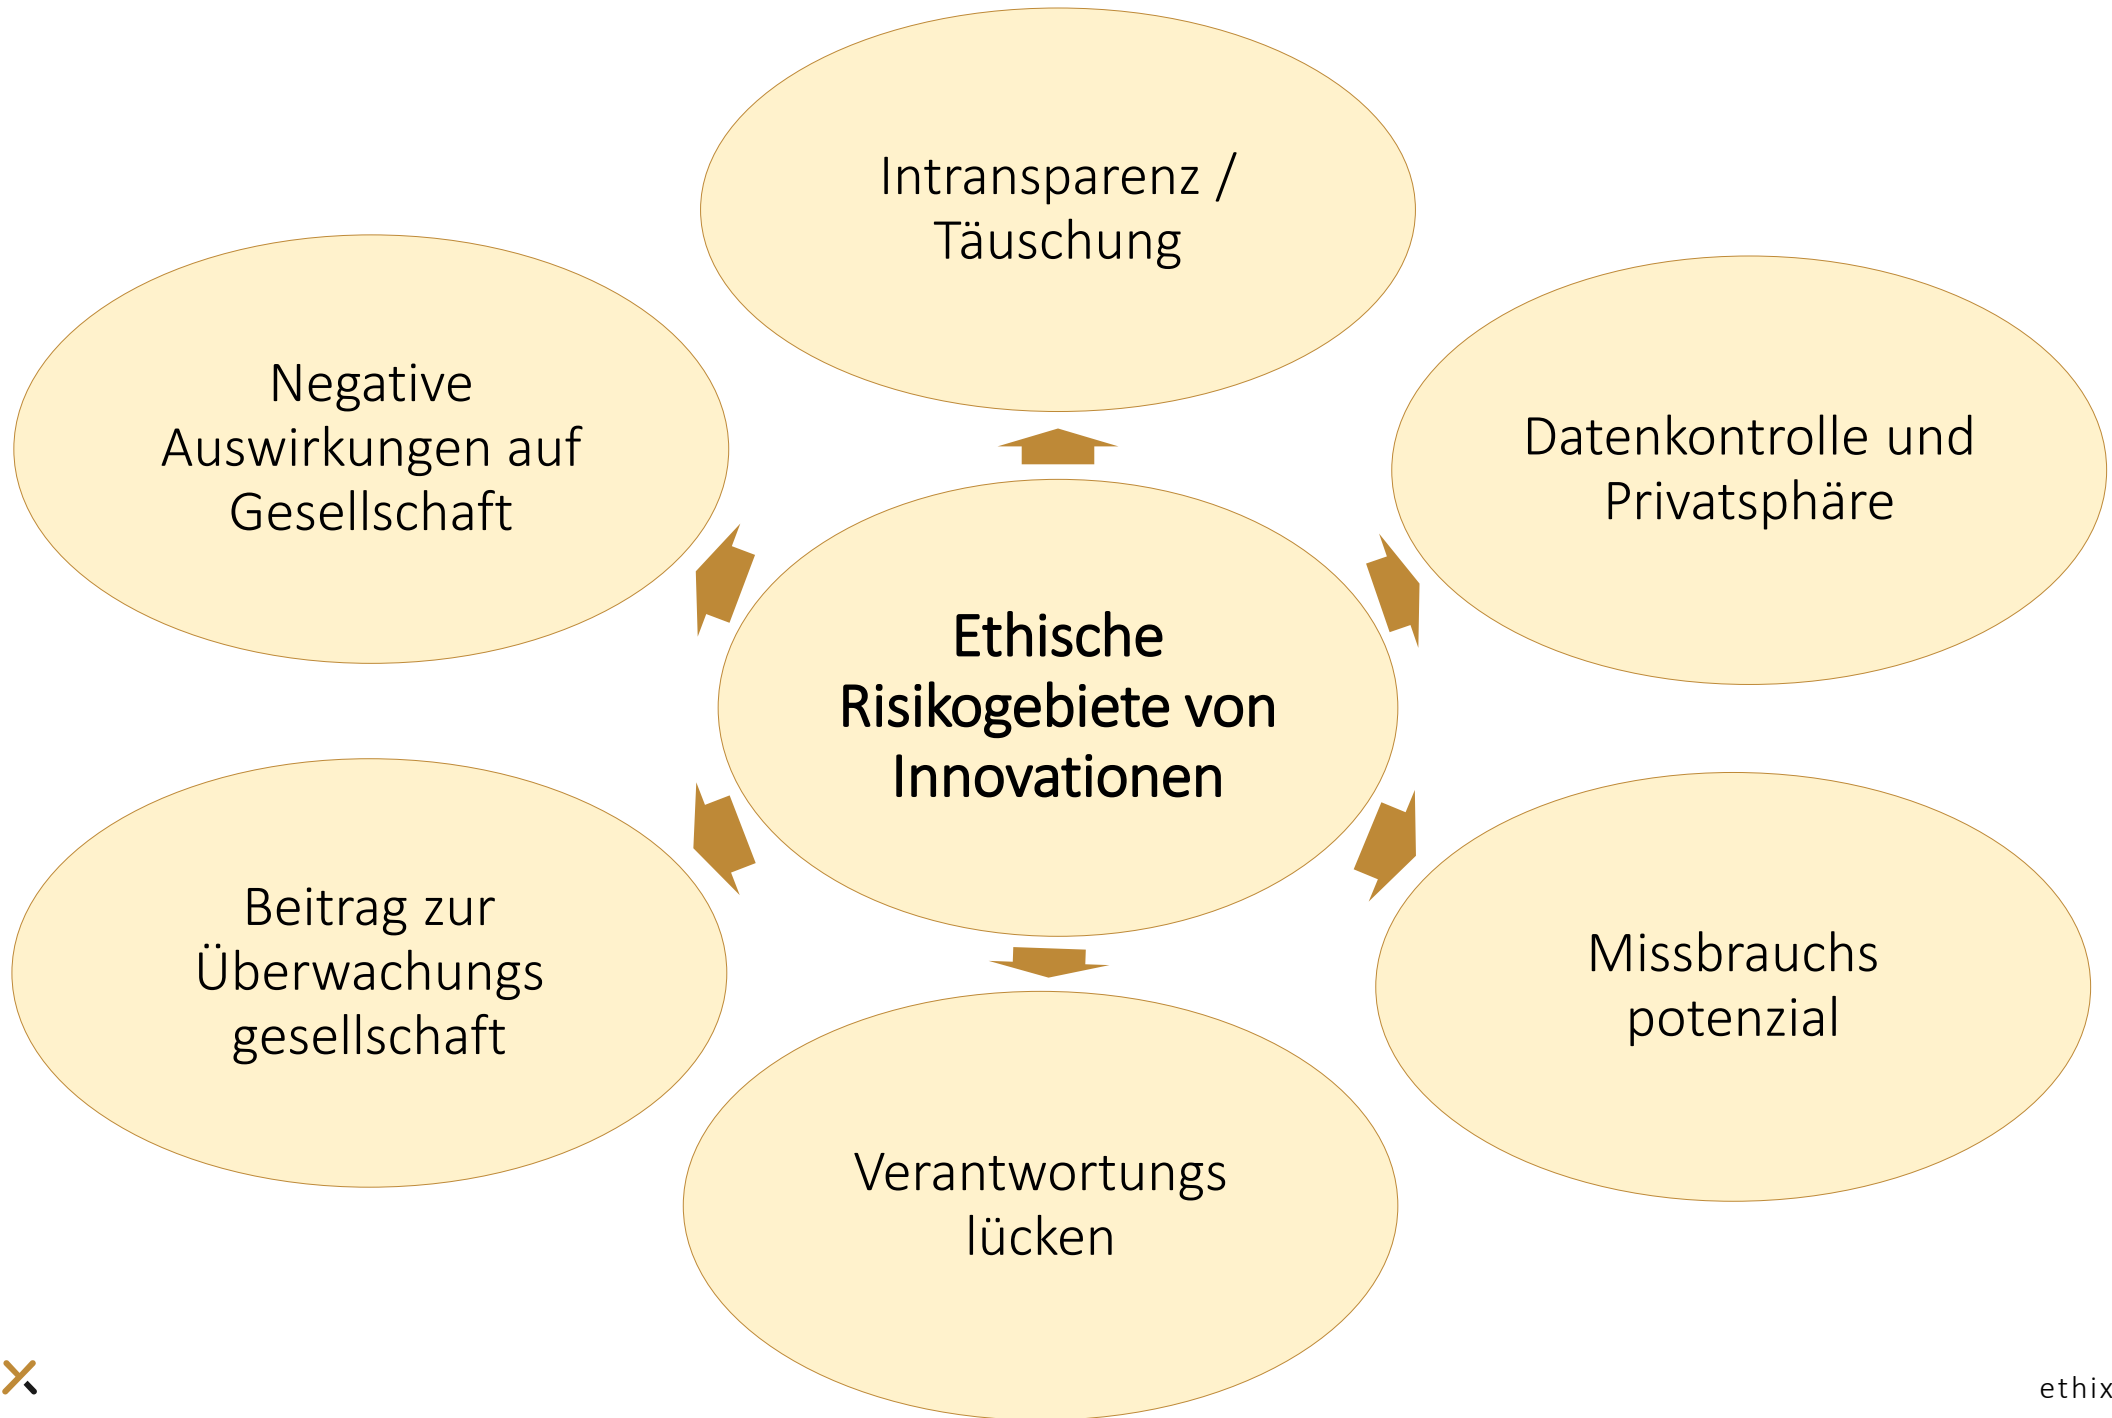 Intransparenz /
Täuschung
Negative
Auswirkungen auf
Gesellschaft
Datenkontrolle und
Privatsphäre
Ethische
Risikogebiete von
Innovationen
Beitrag zur
Überwachungs
gesellschaft
Missbrauchs
potenzial
Verantwortungs
lücken
ethix